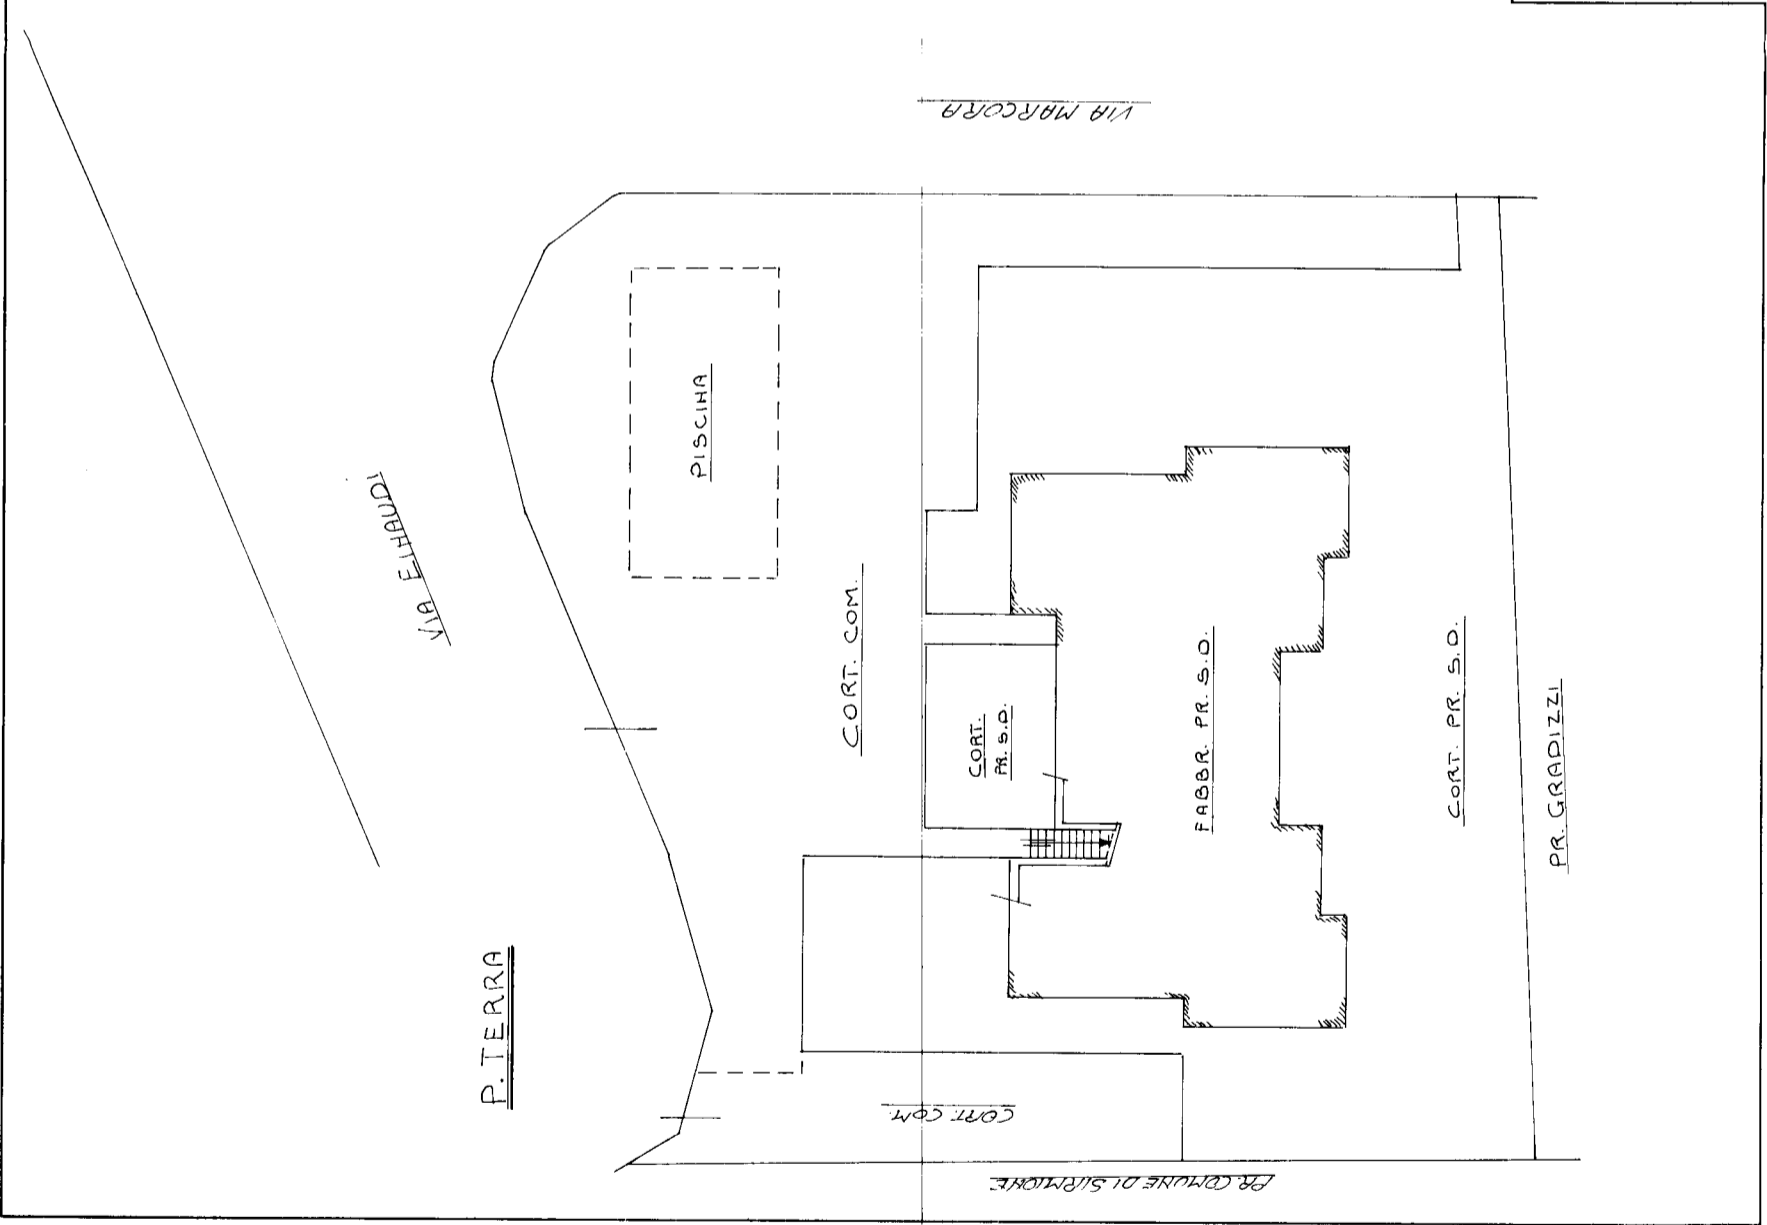 VIA MARCORA
VIA EINAUDI
PISCINA
CORT. COM.
CORT.
PR. S.D.
FABBR. PR. S.D.
CORT. PR. S.D.
PR. GRADIZZI
P. TERRA
CORT. COM.
PR. COMUNE DI SIRMIONE